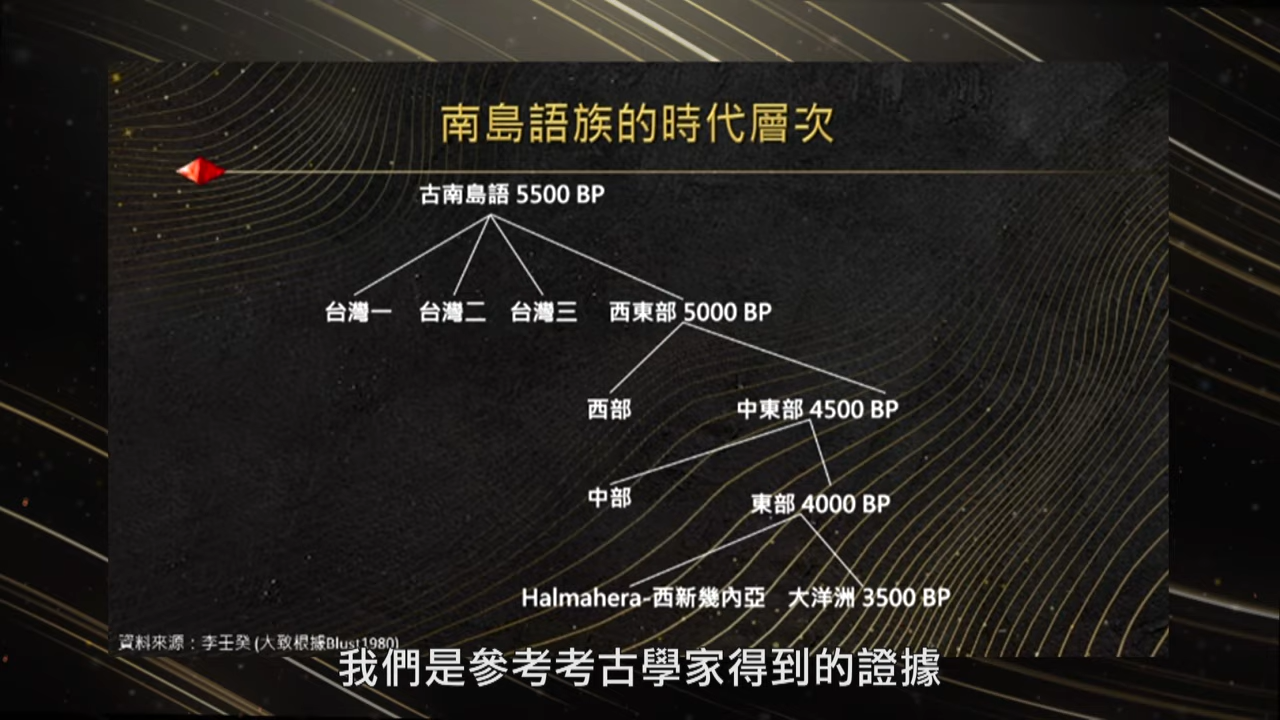 南島語族的時代層次
古南島語 5500 BP
台灣一 台灣二 台灣三 西東部 5000 BP
西部 中東部 4500 BP
中部 東部 4000 BP
Halmahera-西新幾內亞 大洋洲 3500 BP
資料來源：李壬癸 (大致根據Blust1980)
我們是參考考古學家得到的證據